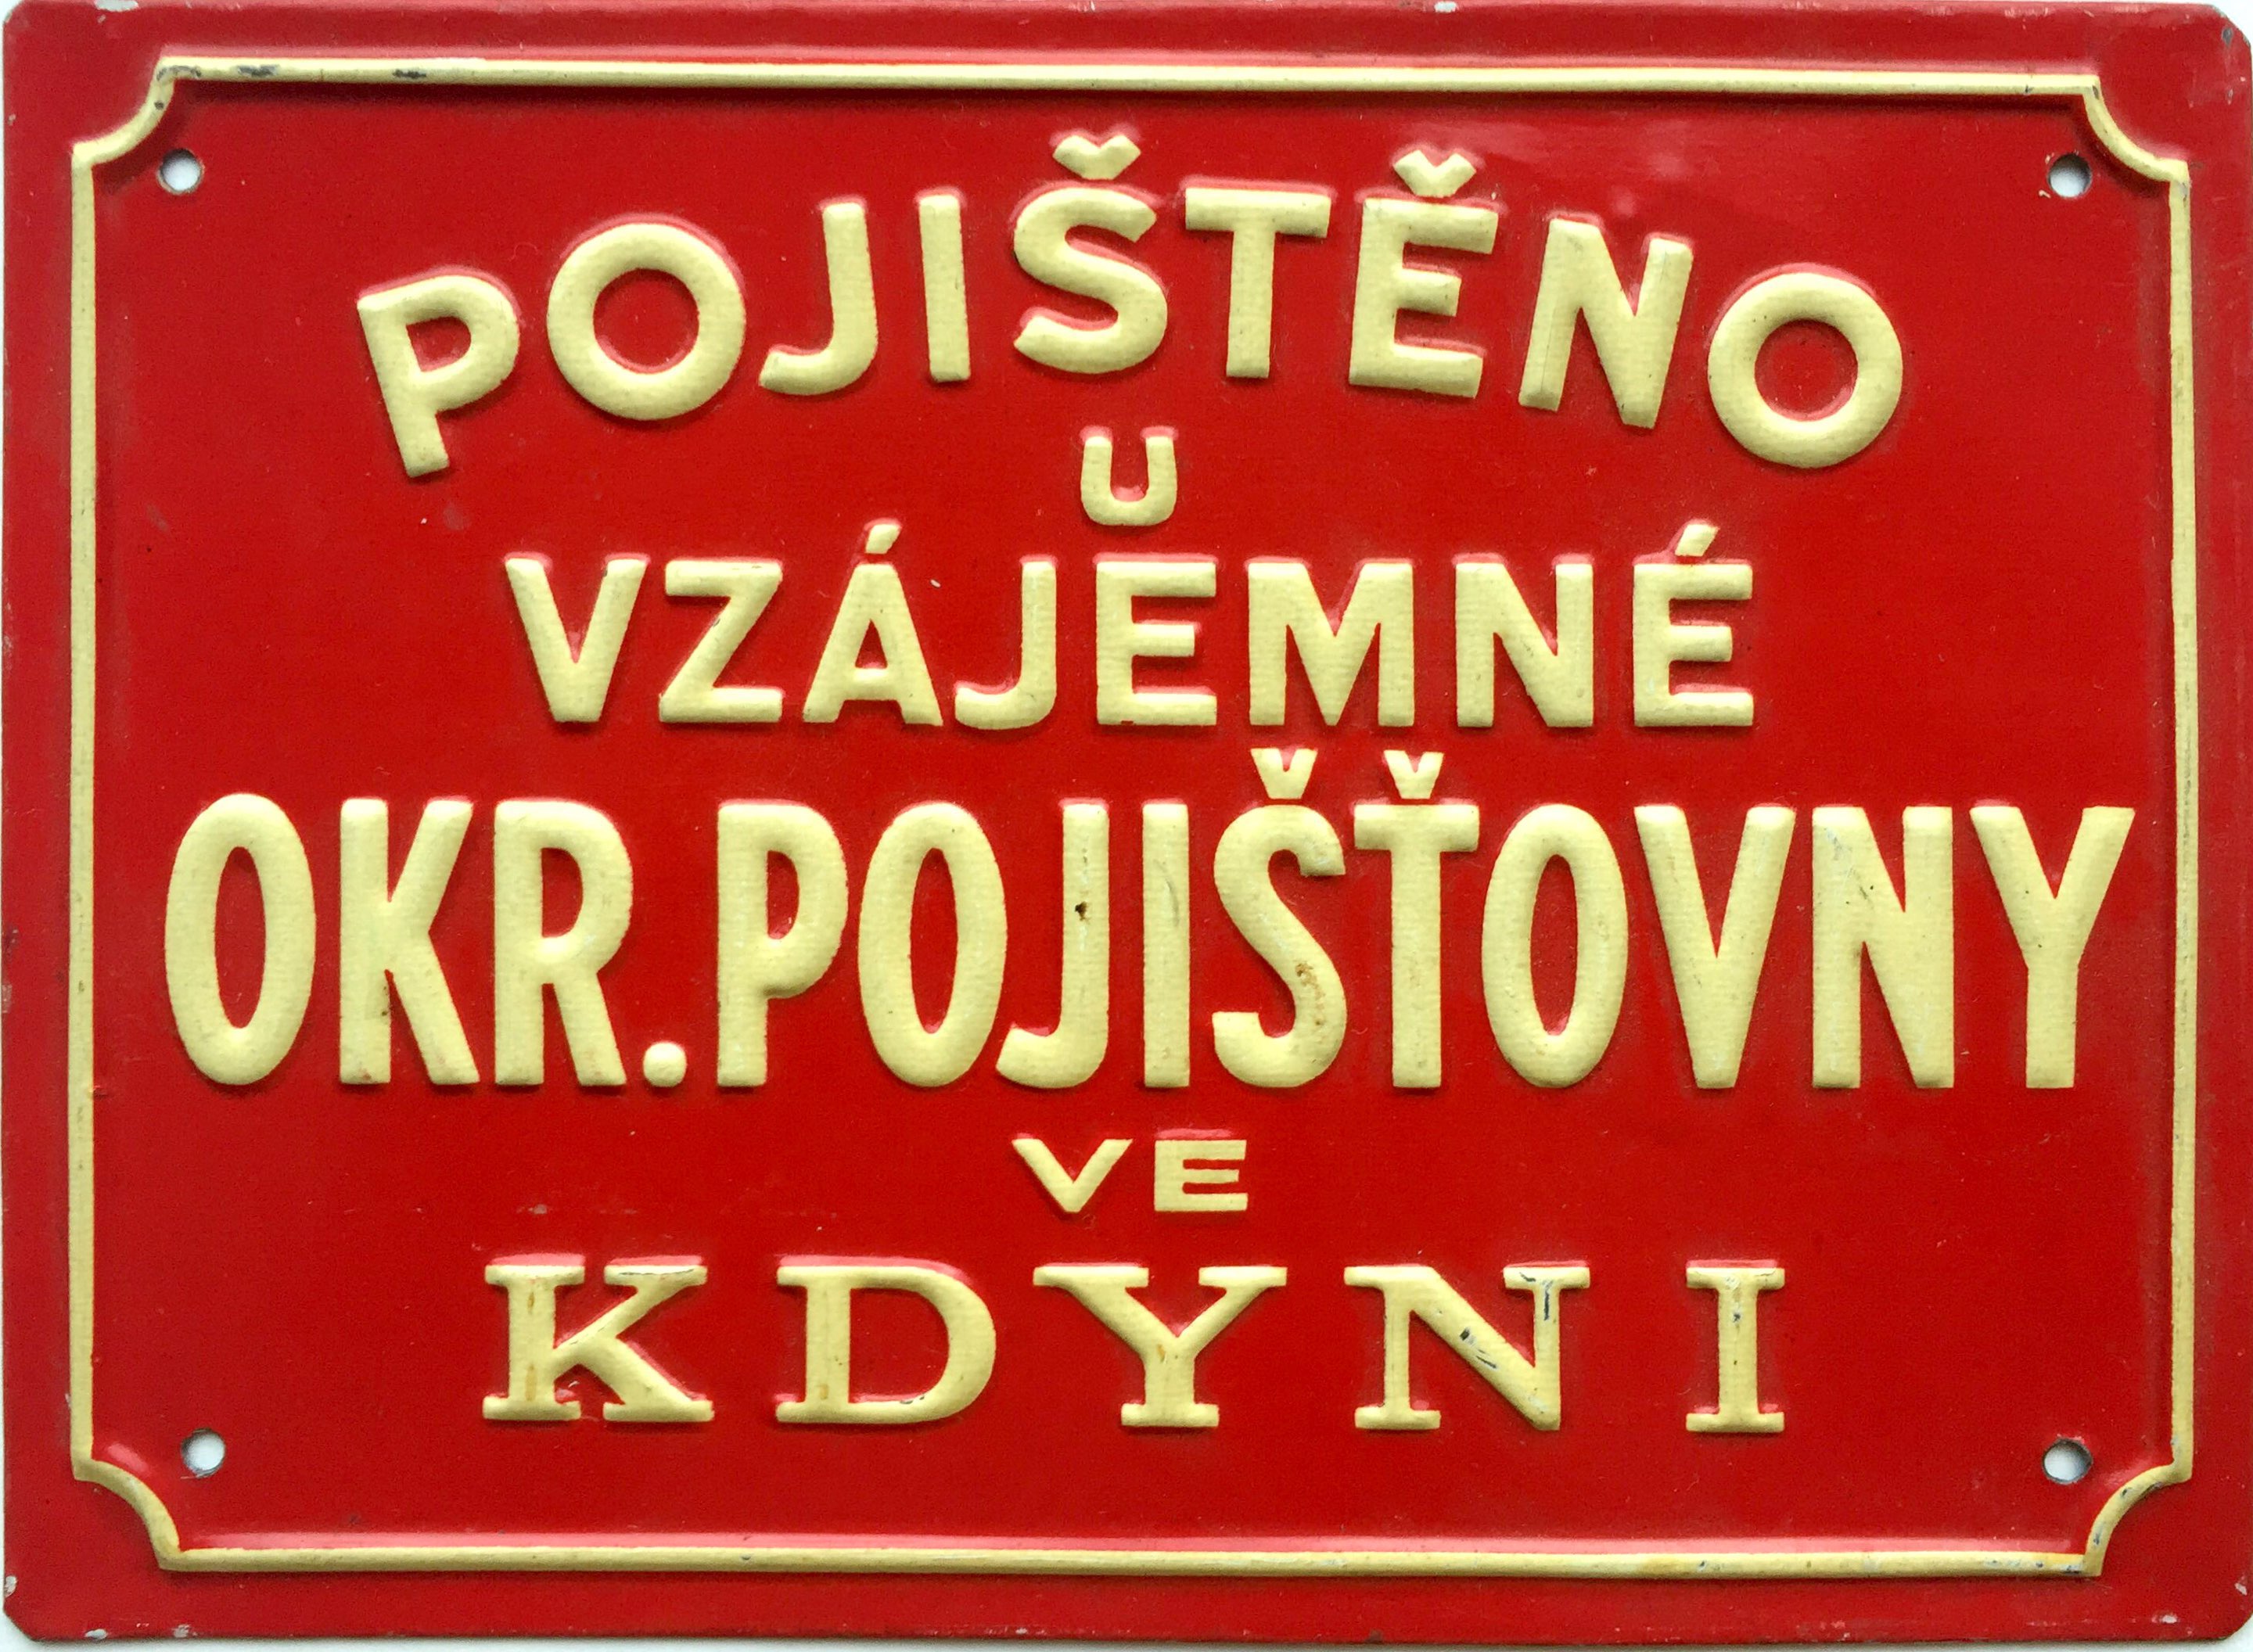 POJIŠTĚNO
U
VZÁJEMNÉ
OKR. POJIŠŤOVNY
VE
KDYNI